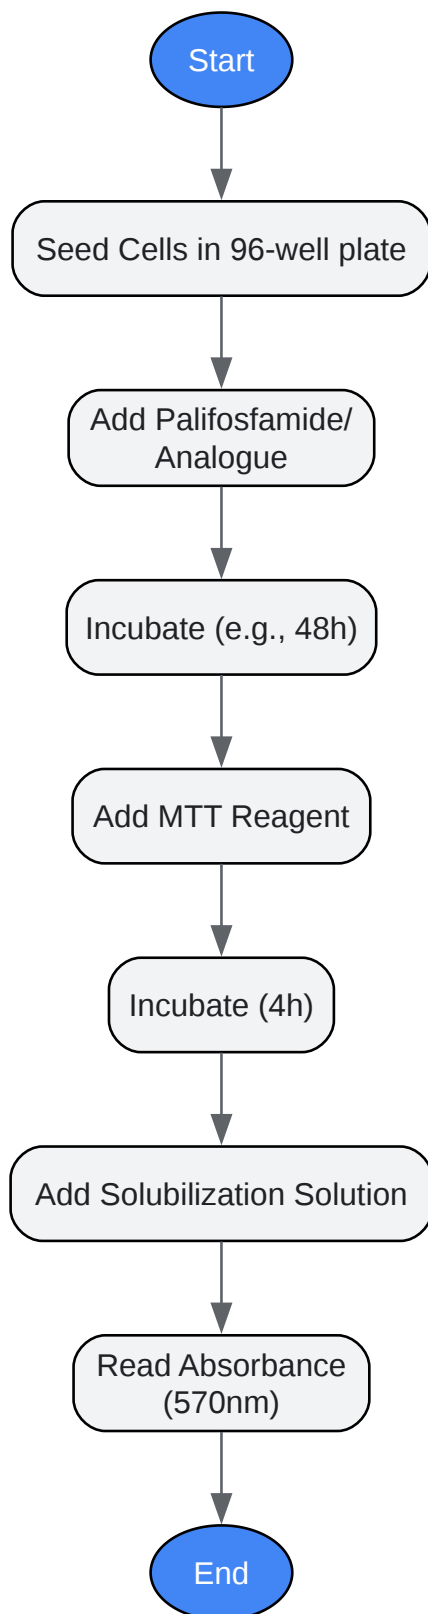 Start
Seed Cells in 96-well plate
Add Palifosfamide/
Analogue
Incubate (e.g., 48h)
Add MTT Reagent
Incubate (4h)
Add Solubilization Solution
Read Absorbance
(570nm)
End